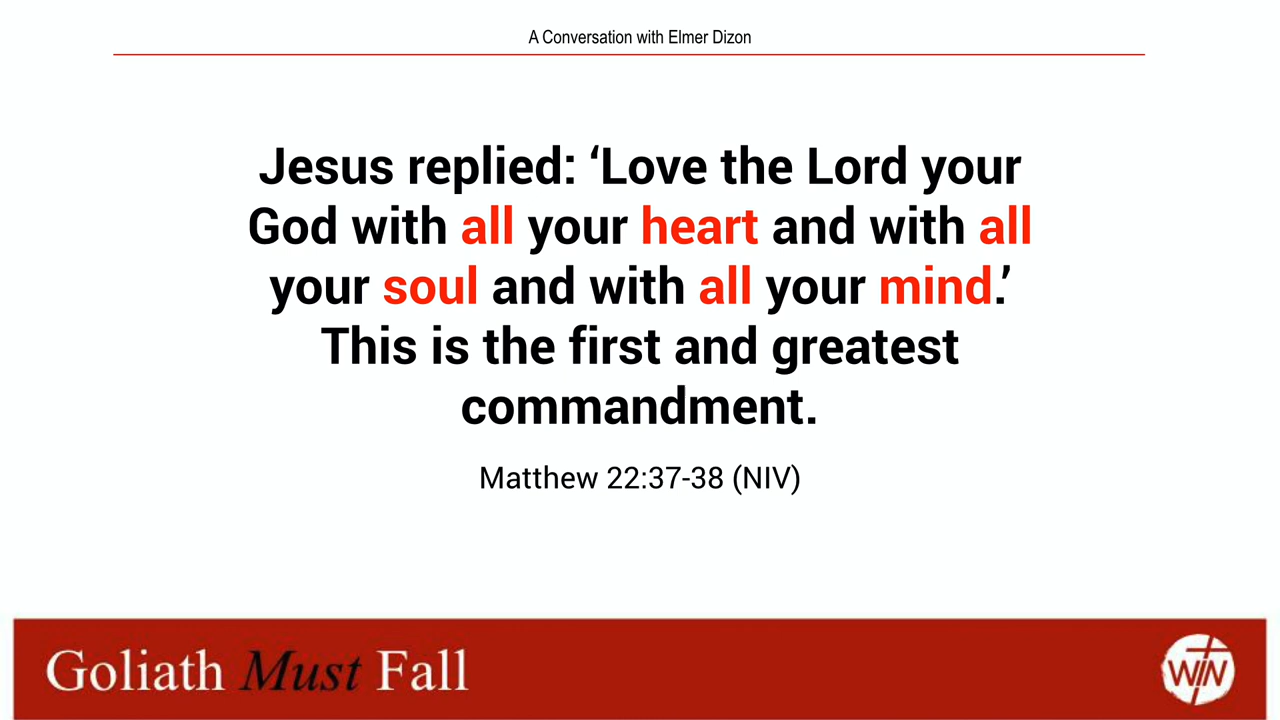 A Conversation with Elmer Dizon
Jesus replied: ‘Love the Lord your
God with all your heart and with all
your soul and with all your mind.’
This is the first and greatest
commandment.
Matthew 22:37-38 (NIV)
Goliath Must Fall
WIN